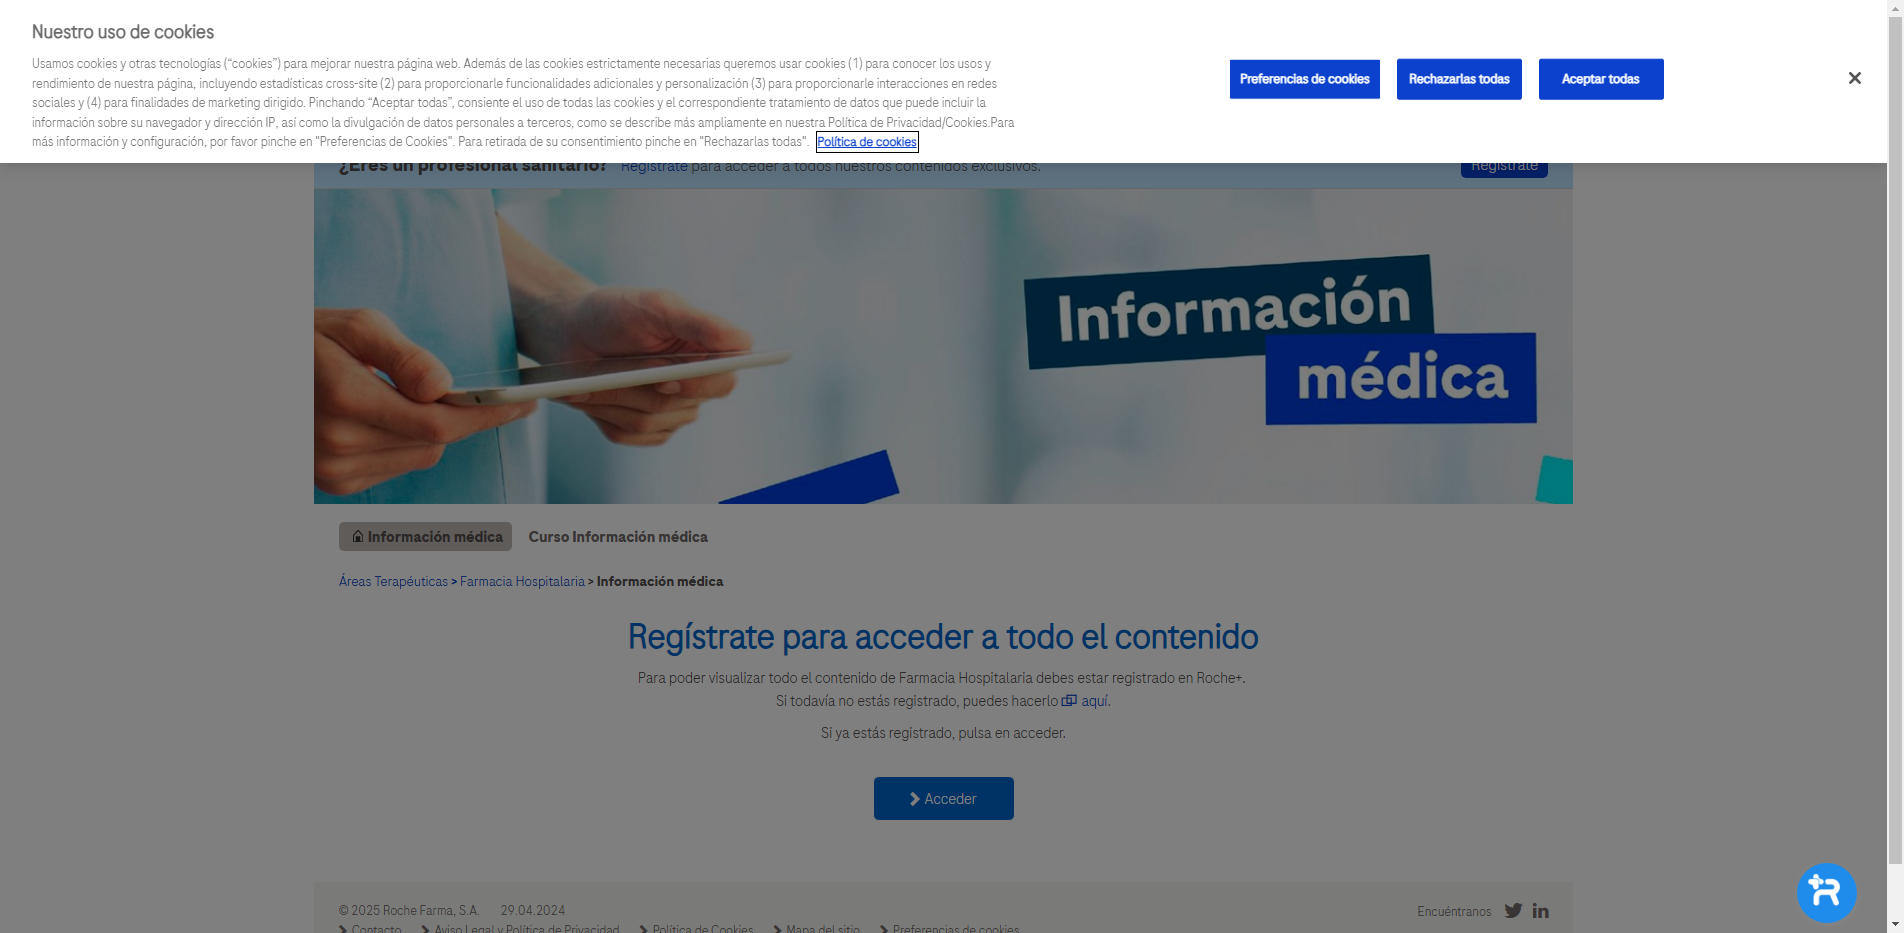 Nuestro uso de cookies
Usamos cookies y otras tecnologías (“cookies”) para mejorar nuestra página web. Además de las cookies estrictamente necesarias queremos usar cookies (1) para conocer los usos y
rendimiento de nuestra página, incluyendo estadísticas cross-site (2) para proporcionarle funcionalidades adicionales y personalización (3) para proporcionarle interacciones en redes
sociales y (4) para finalidades de marketing dirigido. Pinchando “Aceptar todas”, consiente el uso de todas las cookies y el correspondiente tratamiento de datos que puede incluir la
información sobre su navegador y dirección IP, así como la divulgación de datos personales a terceros, como se describe más ampliamente en nuestra Política de Privacidad/Cookies.Para
más información y configuración, por favor pinche en "Preferencias de Cookies". Para retirada de su consentimiento pinche en "Rechazarlas todas". Política de cookies
Preferencias de cookies Rechazarlas todas Aceptar todas
¿Eres un profesional sanitario? Regístrate para acceder a todos nuestros contenidos exclusivos. Regístrate
Información
médica
Información médica Curso Información médica
Áreas Terapéuticas > Farmacia Hospitalaria > Información médica
Regístrate para acceder a todo el contenido
Para poder visualizar todo el contenido de Farmacia Hospitalaria debes estar registrado en Roche+.
Si todavía no estás registrado, puedes hacerlo aquí.
Si ya estás registrado, pulsa en acceder.
Acceder
© 2025 Roche Farma, S.A. 29.04.2024 Encuéntranos
Contacto Aviso Legal y Política de Privacidad Política de Cookies Mapa del sitio Preferencias de cookies